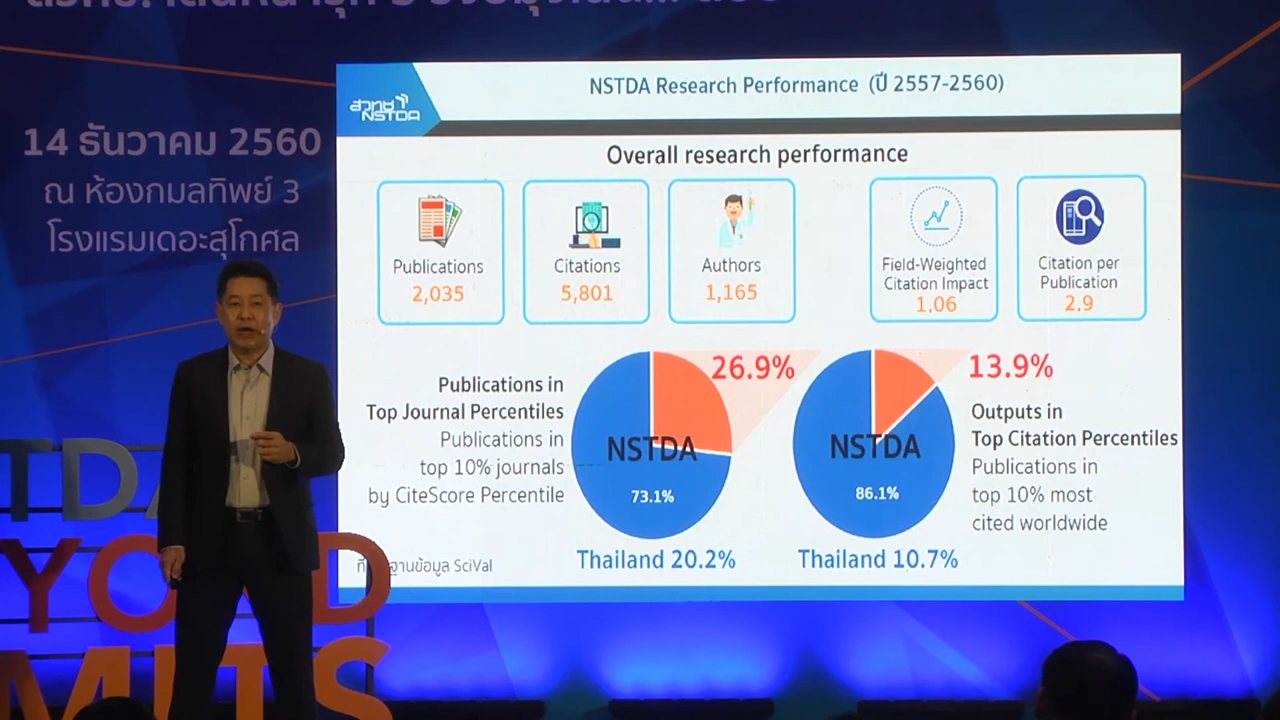 14 ธันวาคม 2560
ณ ห้องกมลทิพย์ 3
โรงแรมเดอะสุโกศล
สวทช
NSTDA
NSTDA Research Performance (ปี 2557-2560)
Overall research performance
Publications
2,035
Citations
5,801
Authors
1,165
Field-Weighted
Citation Impact
1.06
Citation per
Publication
2.9
Publications in
Top Journal Percentiles
Publications in
top 10% journals
by CiteScore Percentile
26.9%
NSTDA
73.1%
Thailand 20.2%
13.9%
NSTDA
86.1%
Thailand 10.7%
Outputs in
Top Citation Percentiles
Publications in
top 10% most
cited worldwide
ฐานข้อมูล SciVal